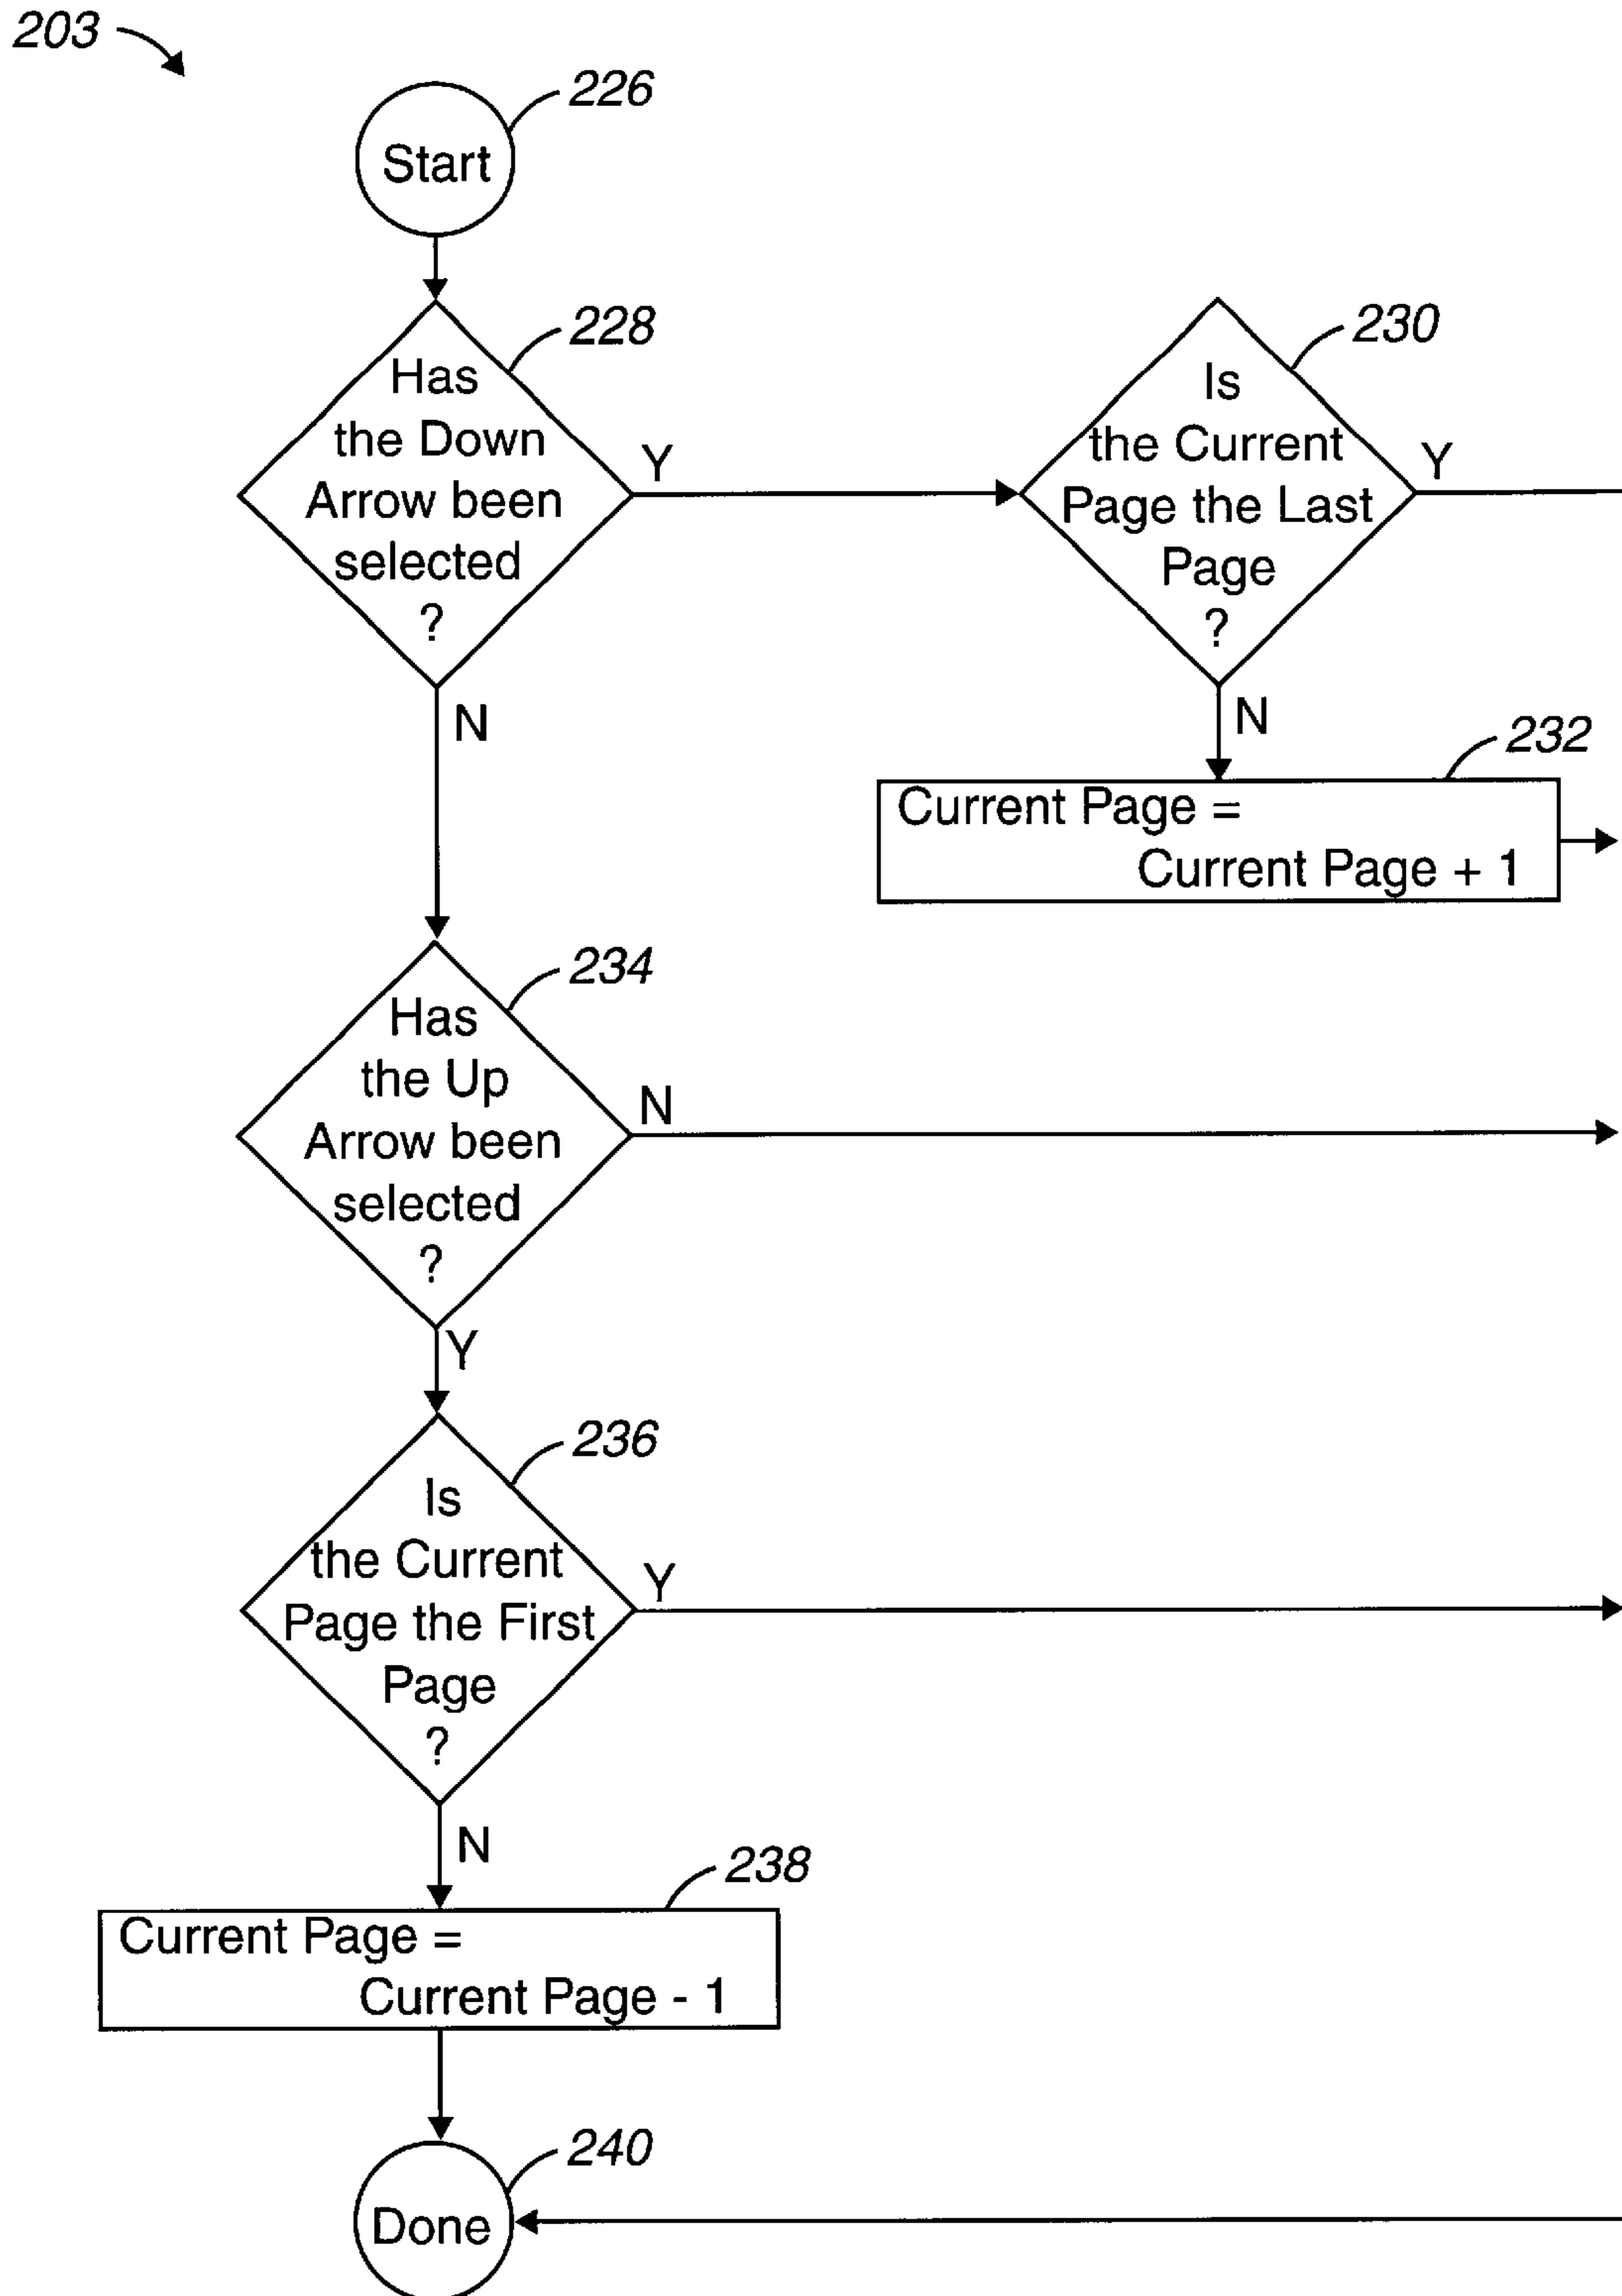 203
226
Start
228
Has
the Down
Arrow been
selected
?
Y
N
230
Is
the Current
Page the Last
Page
?
Y
N
232
Current Page =
Current Page + 1
234
Has
the Up
Arrow been
selected
?
N
Y
236
Is
the Current
Page the First
Page
?
Y
N
238
Current Page =
Current Page - 1
240
Done